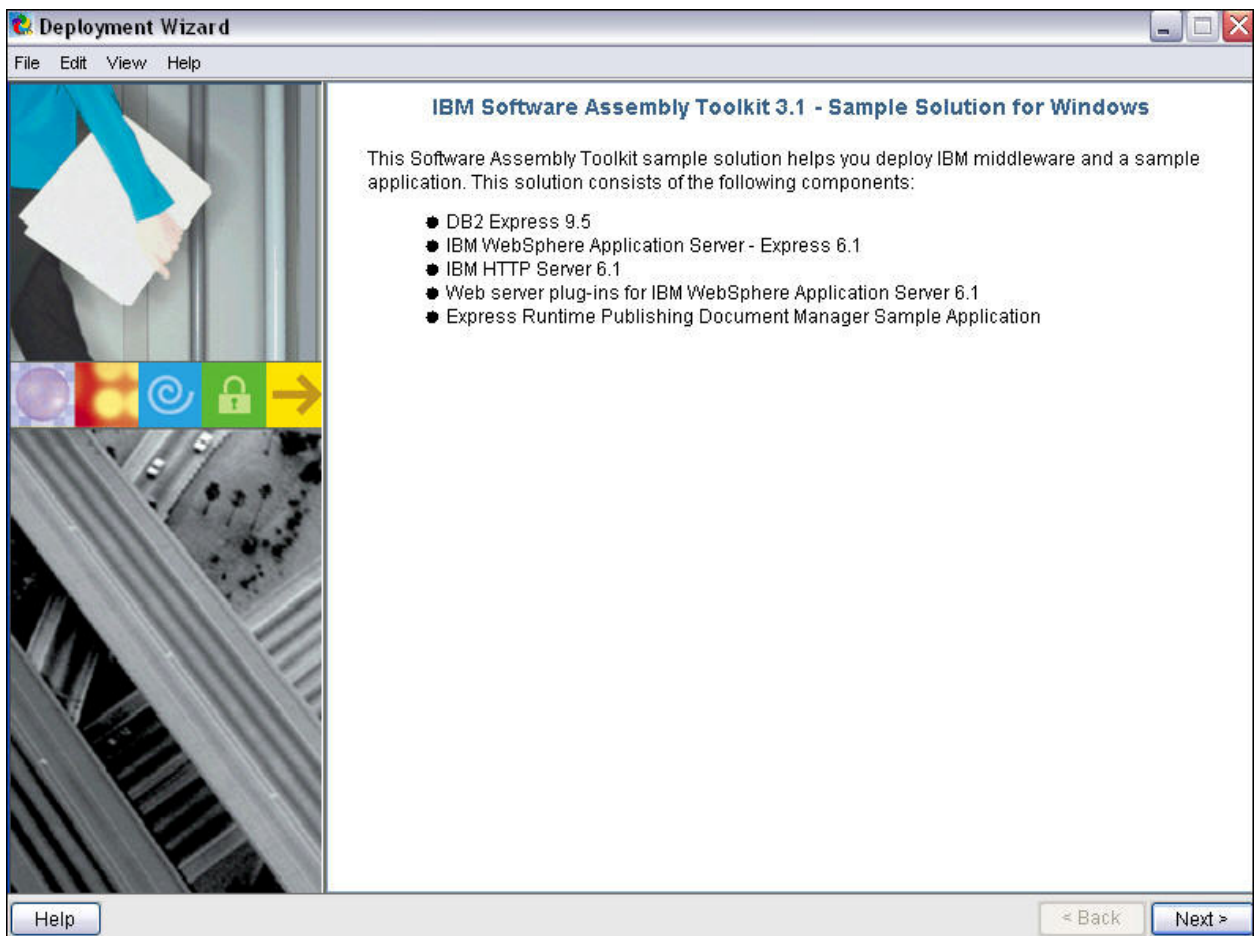 Deployment Wizard
File Edit View Help
IBM Software Assembly Toolkit 3.1 - Sample Solution for Windows
This Software Assembly Toolkit sample solution helps you deploy IBM middleware and a sample
application. This solution consists of the following components:
● DB2 Express 9.5
● IBM WebSphere Application Server - Express 6.1
● IBM HTTP Server 6.1
● Web server plug-ins for IBM WebSphere Application Server 6.1
● Express Runtime Publishing Document Manager Sample Application
Help
< Back
Next >